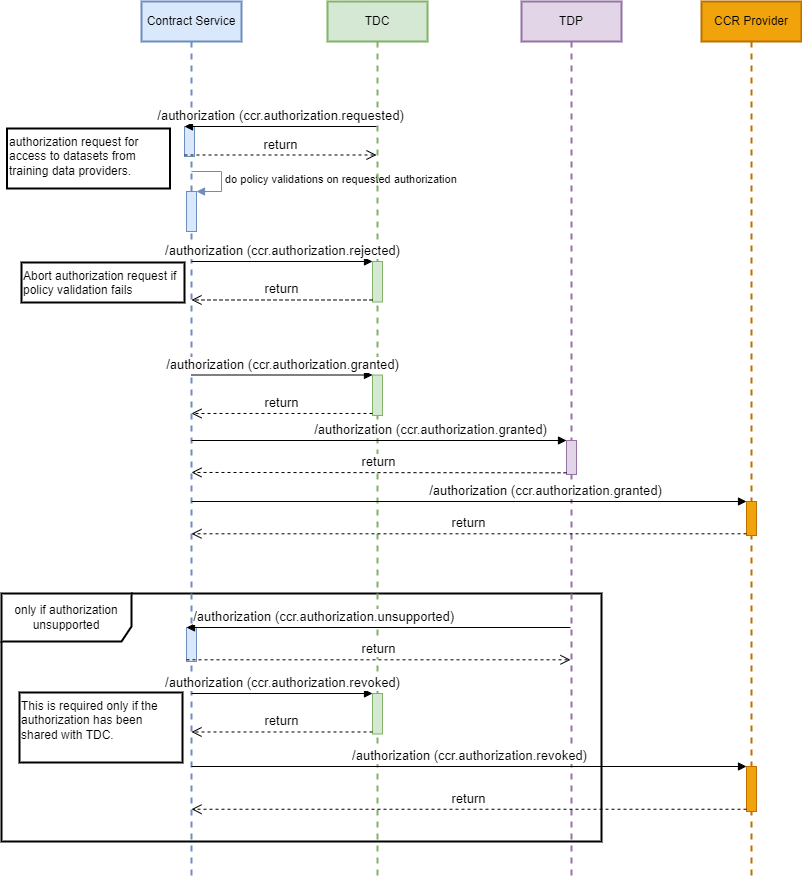 Contract Service
TDC
TDP
CCR Provider
/authorization (ccr.authorization.requested)
authorization request for
access to datasets from
training data providers.
return
do policy validations on requested authorization
/authorization (ccr.authorization.rejected)
Abort authorization request if
policy validation fails
return
/authorization (ccr.authorization.granted)
return
/authorization (ccr.authorization.granted)
return
/authorization (ccr.authorization.granted)
return
only if authorization
unsupported
/authorization (ccr.authorization.unsupported)
return
/authorization (ccr.authorization.revoked)
This is required only if the
authorization has been
shared with TDC.
return
/authorization (ccr.authorization.revoked)
return